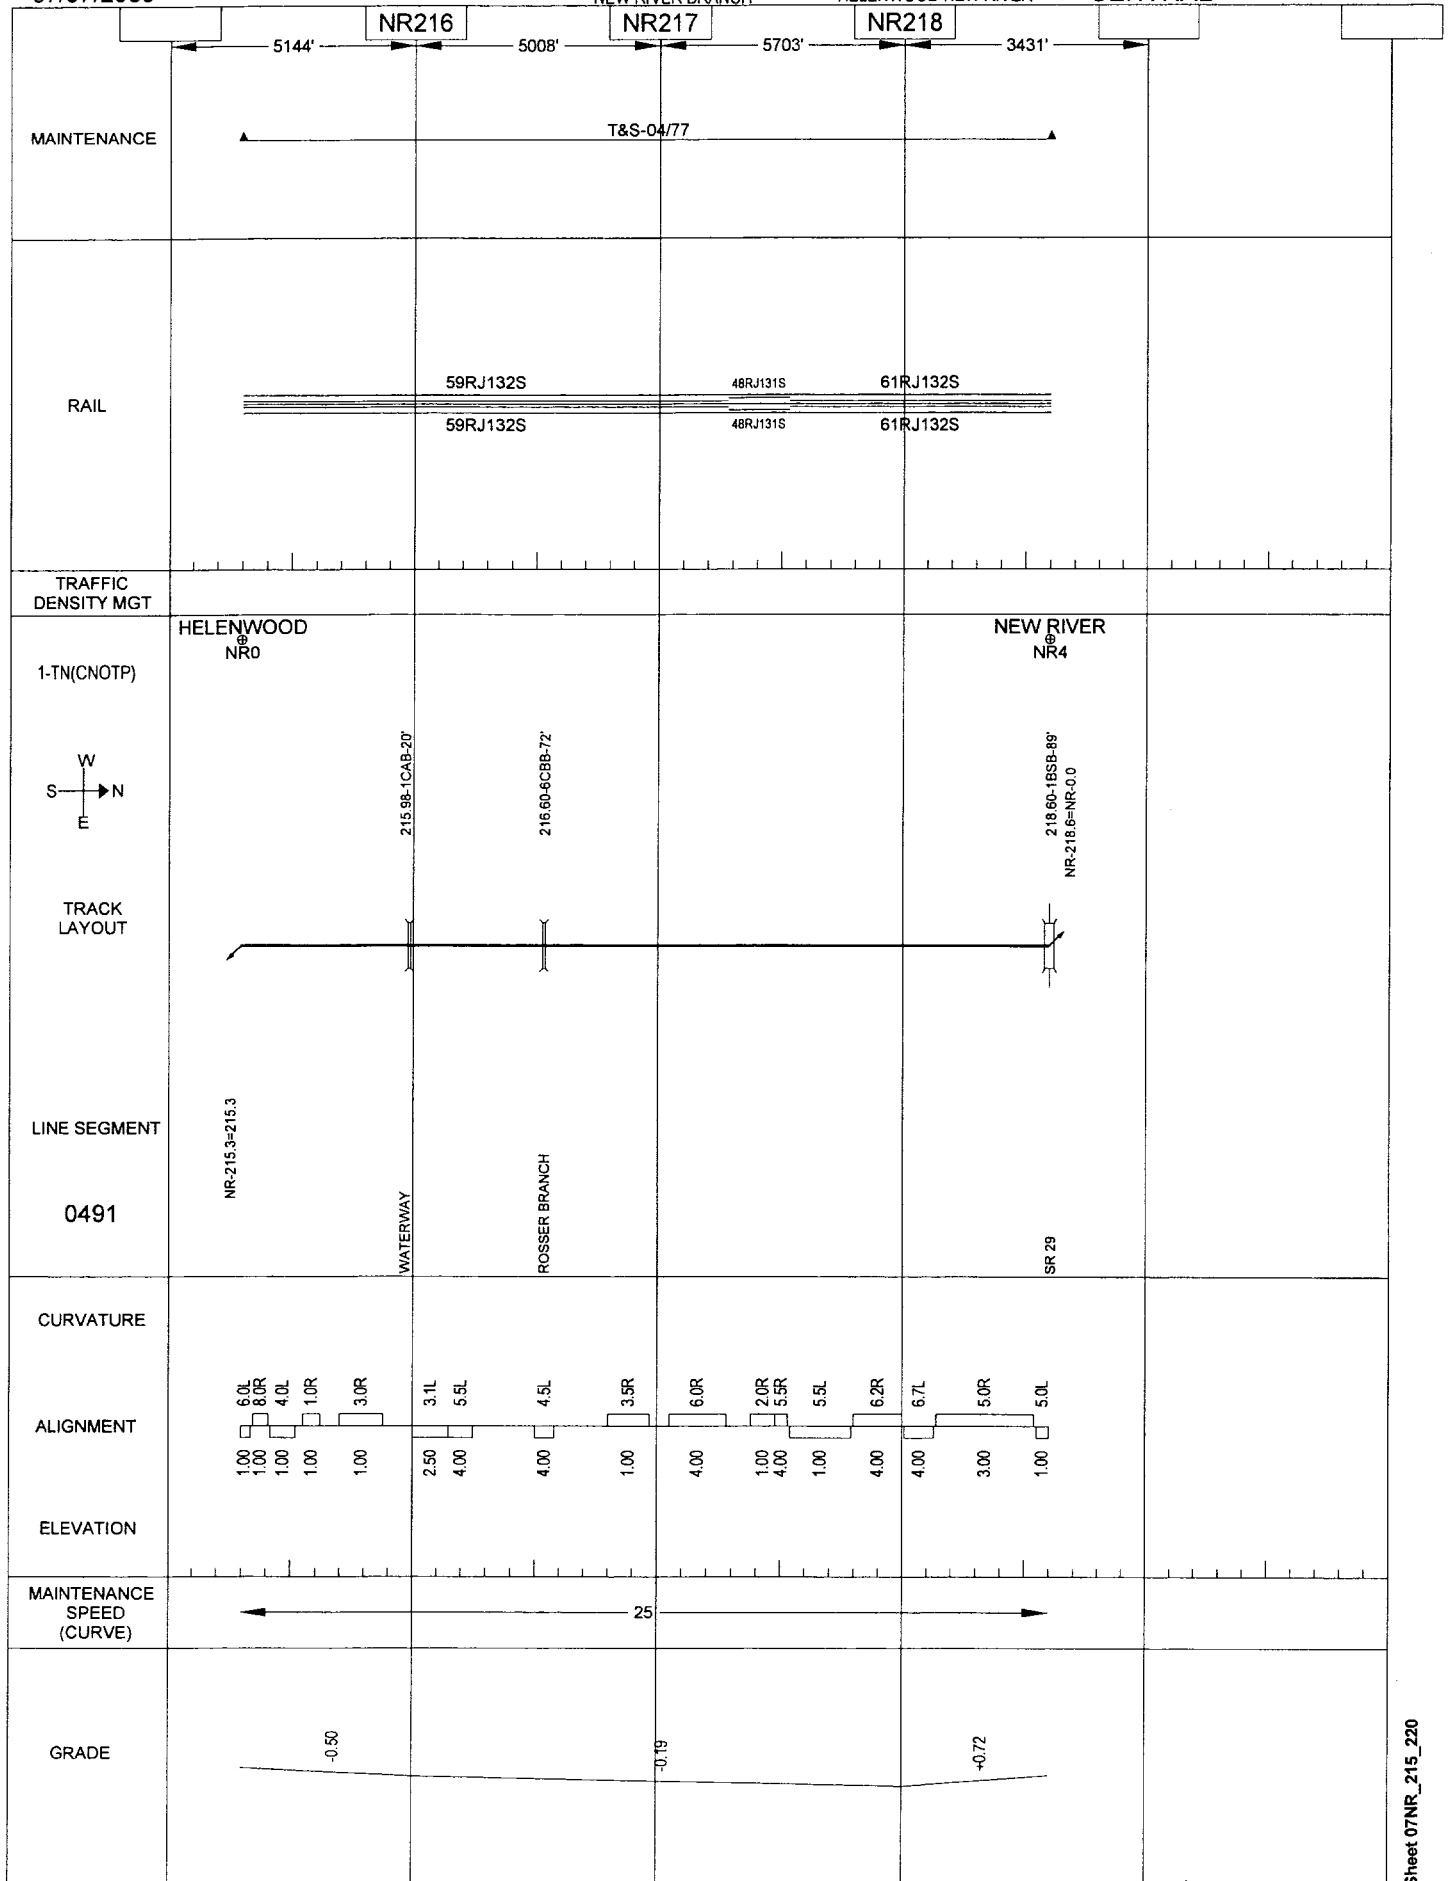 NEW RIVER BRANCH
NR216 NR217 NR218
5144' 5008' 5703' 3431'
MAINTENANCE
T&S-04/77
RAIL
59RJ132S 48RJ131S 61RJ132S
59RJ132S 48RJ131S 61RJ132S
TRAFFIC
DENSITY MGT
HELENWOOD NEW RIVER
NR0 NR4
1-TN(CNOTP)
W
S N
E
215.98-1CAB-20'
216.60-6CBB-72'
218.60-1BSB-89'
NR-218.6=NR-0.0
TRACK
LAYOUT
LINE SEGMENT
0491
NR-215.3=215.3
WATERWAY
ROSSER BRANCH
SR 29
CURVATURE
6.0L 8.0R 4.0L 1.0R 3.0R 3.1L 5.5L 4.5L 3.5R 6.0R 2.0R 5.5R 5.5L 6.2R 6.7L 5.0R 5.0L
ALIGNMENT
1.00 1.00 1.00 1.00 1.00 2.50 4.00 4.00 1.00 4.00 1.00 4.00 1.00 4.00 4.00 3.00 1.00
ELEVATION
MAINTENANCE
SPEED
(CURVE)
25
GRADE
-0.50 -0.19 +0.72
Sheet 07NR_215_220